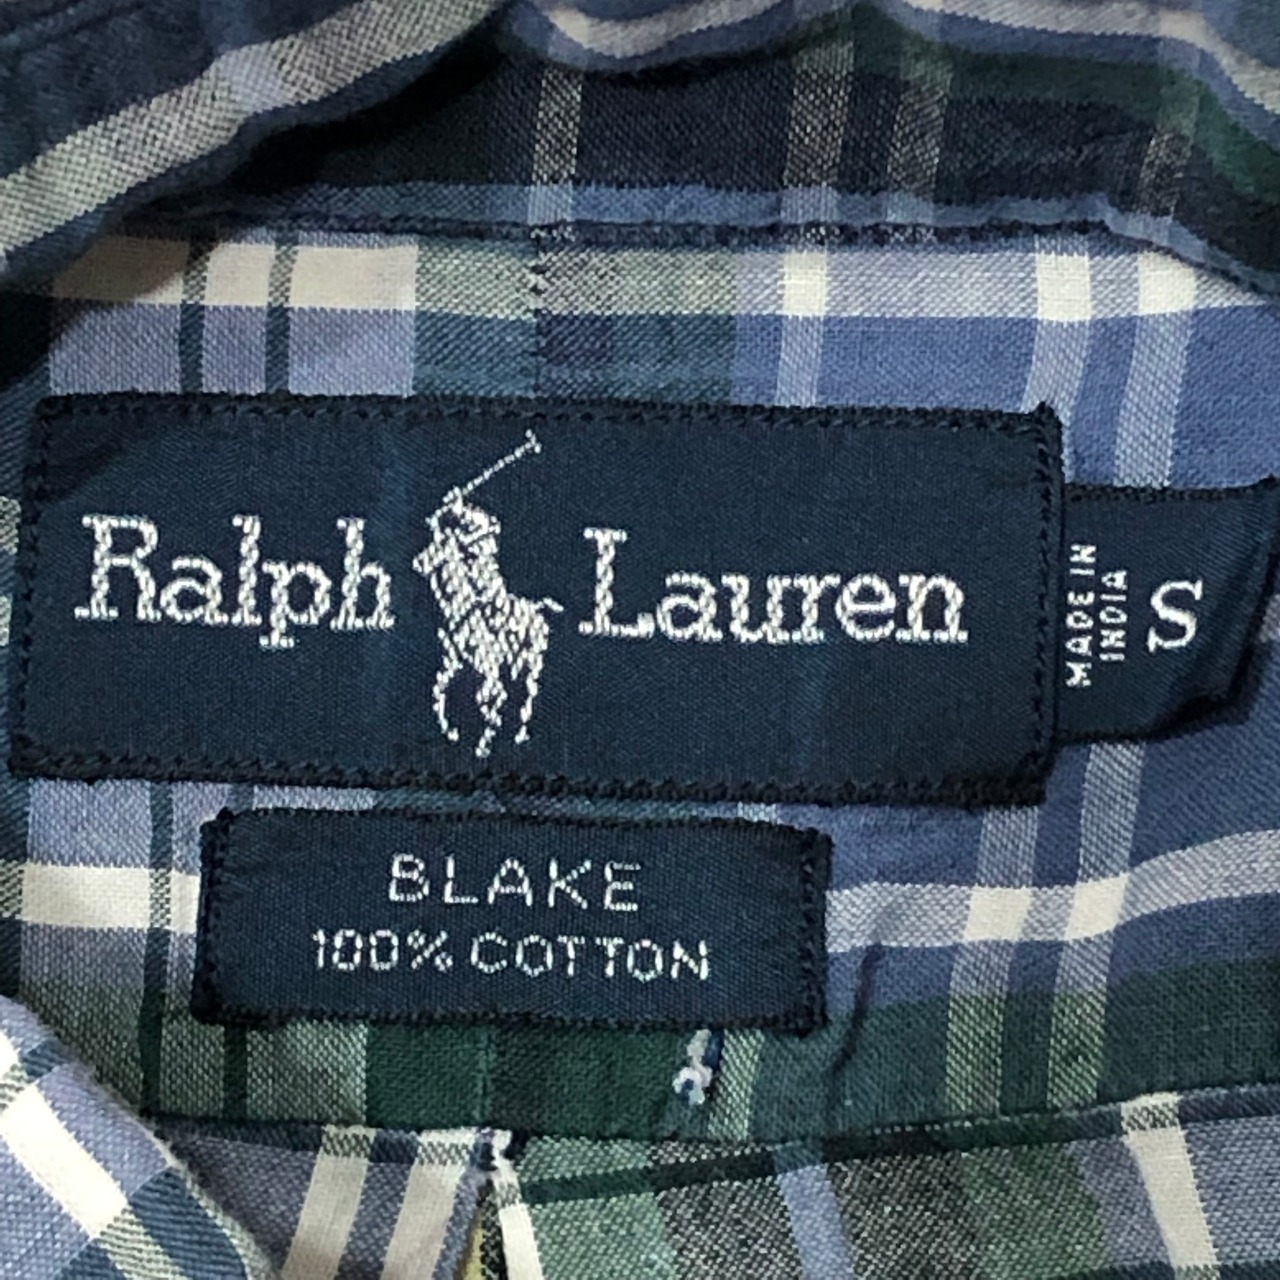 Ralph Lauren
MADE IN
INDIA
S
BLAKE
100% COTTON